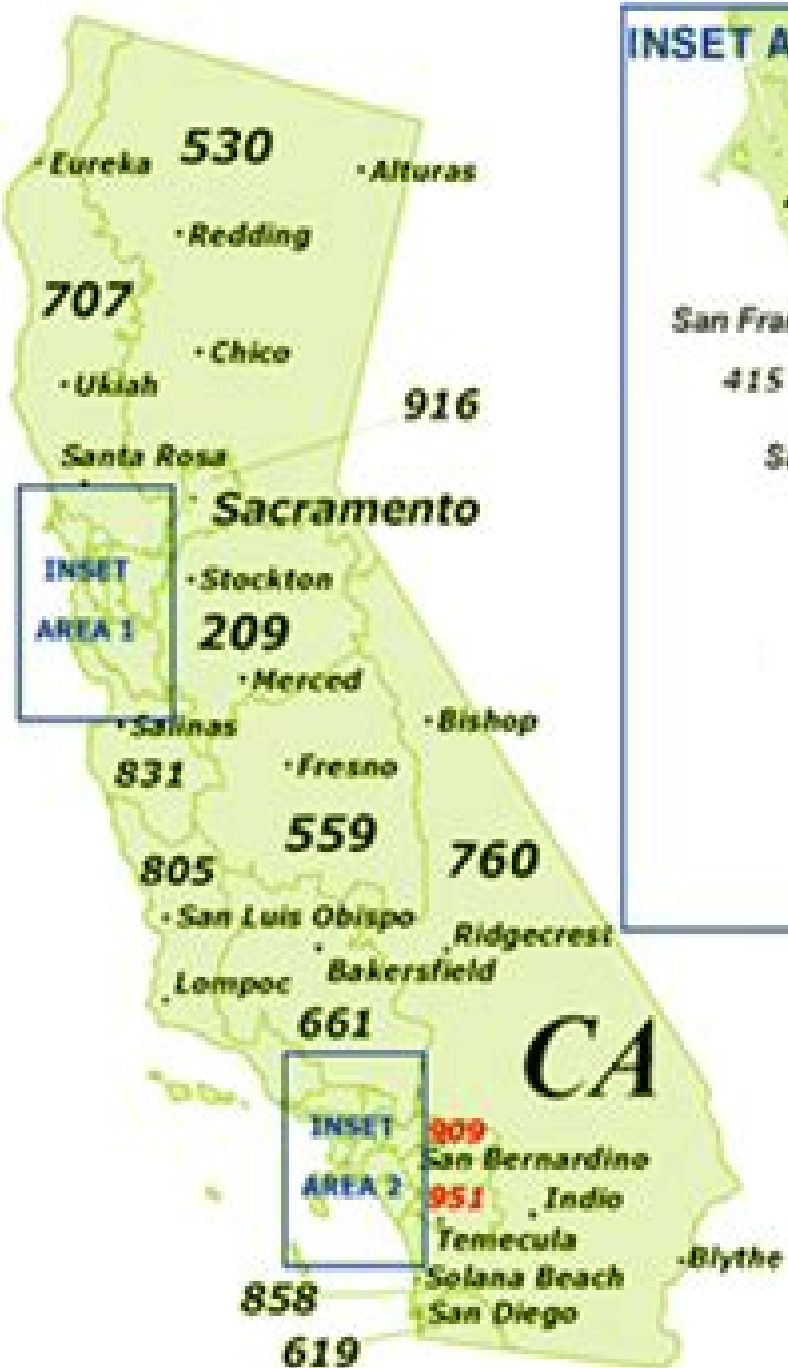 INSET A
530
Eureka
Alturas
Redding
707
San Fra
Chico
Ukiah
415
916
Santa Rosa
Sacramento
INSET
AREA 1
Stockton
209
Merced
Salinas
Bishop
831
Fresno
559
760
805
San Luis Obispo
Ridgecrest
Bakersfield
Lompoc
661
CA
INSET
AREA 2
909
San Bernardino
951
Indio
Temecula
Blythe
Solana Beach
858
San Diego
619